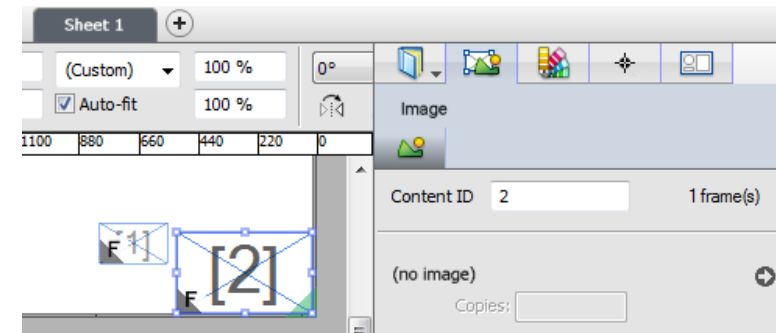 Sheet 1
(Custom) 100 % 0°
Auto-fit 100 %
1100 880 660 440 220 0
[1] F
[2] F
Image
Content ID 2 1 frame(s)
(no image)
Copies: